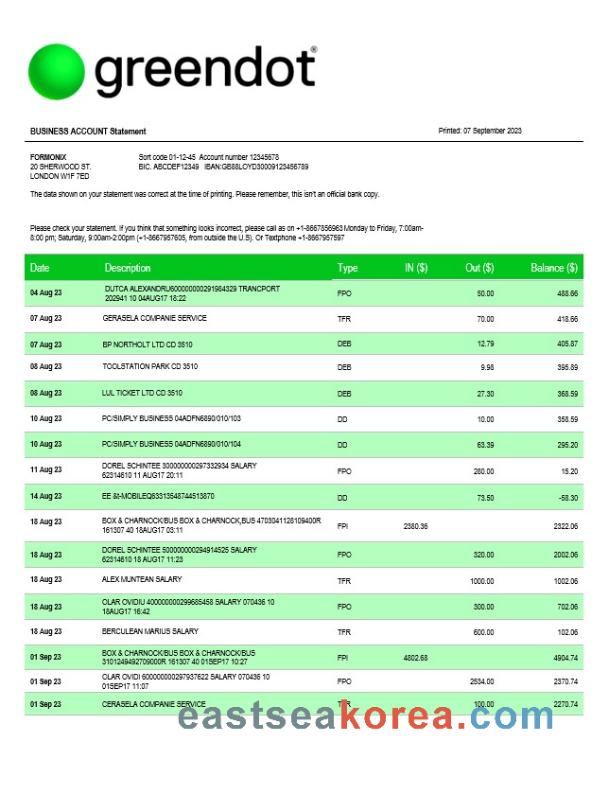 greendot®
BUSINESS ACCOUNT Statement Printed: 07 September 2023
FORMONIX Sort code 01-12-45 Account number 12345678
20 SHERWOOD ST. BIC. ABCDEF12349 IBAN:GB88LOYD30009123456789
LONDON W1F 7ED
The data shown on your statement was correct at the time of printing. Please remember, this isn't an official bank copy.
Please check your statement. If you think that something looks incorrect, please call as on +1-8667856963 Monday to Friday, 7:00am-
8:00 pm; Saturday, 9:00am-2:00pm (+1-8667957605, from outside the U.S). Or Textphone +1-8667957597
Date Description Type IN ($) Out ($) Balance ($)
04 Aug 23 DUTCA ALEXANDRU600000000291984329 TRANCPORT FPO 50.00 488.66
202941 10 04AUG17 18:22
07 Aug 23 GERASELA COMPANIE SERVICE TFR 70.00 418.66
07 Aug 23 BP NORTHOLT LTD CD 3510 DEB 12.79 405.87
08 Aug 23 TOOLSTATION PARK CD 3510 DEB 9.98 395.89
08 Aug 23 LUL TICKET LTD CD 3510 DEB 27.30 368.59
10 Aug 23 PC/SIMPLY BUSINESS 04ADFN6890/010/103 DD 10.00 358.59
10 Aug 23 PC/SIMPLY BUSINESS 04ADFN6890/010/104 DD 63.39 295.20
11 Aug 23 DOREL SCHINTEE 300000000297332934 SALARY FPO 280.00 15.20
62314610 11 AUG17 20:11
14 Aug 23 EE &t-MOBILEQ63313548744513870 DD 73.50 -58.30
18 Aug 23 BOX & CHARNOCK/BUS BOX & CHARNOCK,BUS 4703041128109400R FPI 2380.36 2322.06
161307 40 18AUG17 03:11
18 Aug 23 DOREL SCHINTEE 500000000294914525 SALARY FPO 320.00 2002.06
62314610 18 AUG17 11:23
18 Aug 23 ALEX MUNTEAN SALARY TFR 1000.00 1002.06
18 Aug 23 OLAR OVIDIU 400000000299685458 SALARY 070436 10 FPO 300.00 702.06
18AUG17 16:42
18 Aug 23 BERCULEAN MARIUS SALARY TFR 600.00 102.06
01 Sep 23 BOX & CHARNOCK/BUS BOX & CHARNOCK/BUS FPI 4802.68 4904.74
3101249492709000R 161307 40 01SEP17 10:27
01 Sep 23 OLAR OVIDI 600000000297937622 SALARY 070436 10 FPO 2534.00 2370.74
01SEP17 11:07
01 Sep 23 CERASELA COMPANIE SERVICE TFR 100.00 2270.74
eastseakorea.com